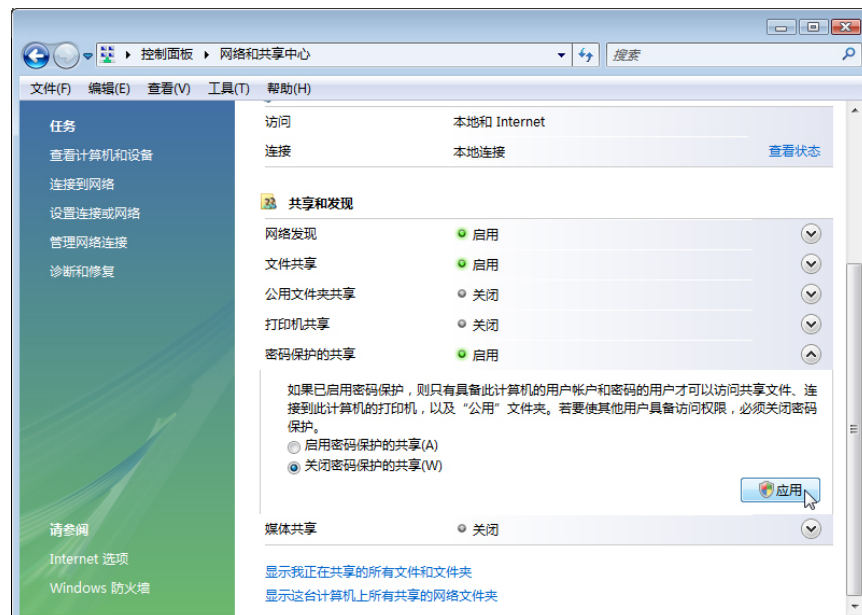 控制面板 ▸ 网络和共享中心
搜索
文件(F) 编辑(E) 查看(V) 工具(T) 帮助(H)
任务
查看计算机和设备
连接到网络
设置连接或网络
管理网络连接
诊断和修复
请参阅
Internet 选项
Windows 防火墙
访问 本地和 Internet
连接 本地连接 查看状态
共享和发现
网络发现 启用
文件共享 启用
公用文件夹共享 关闭
打印机共享 关闭
密码保护的共享 启用
如果已启用密码保护，则只有具备此计算机的用户帐户和密码的用户才可以访问共享文件、连
接到此计算机的打印机，以及“公用”文件夹。若要使其他用户具备访问权限，必须关闭密码
保护。
启用密码保护的共享(A)
关闭密码保护的共享(W)
应用
媒体共享 关闭
显示我正在共享的所有文件和文件夹
显示这台计算机上所有共享的网络文件夹